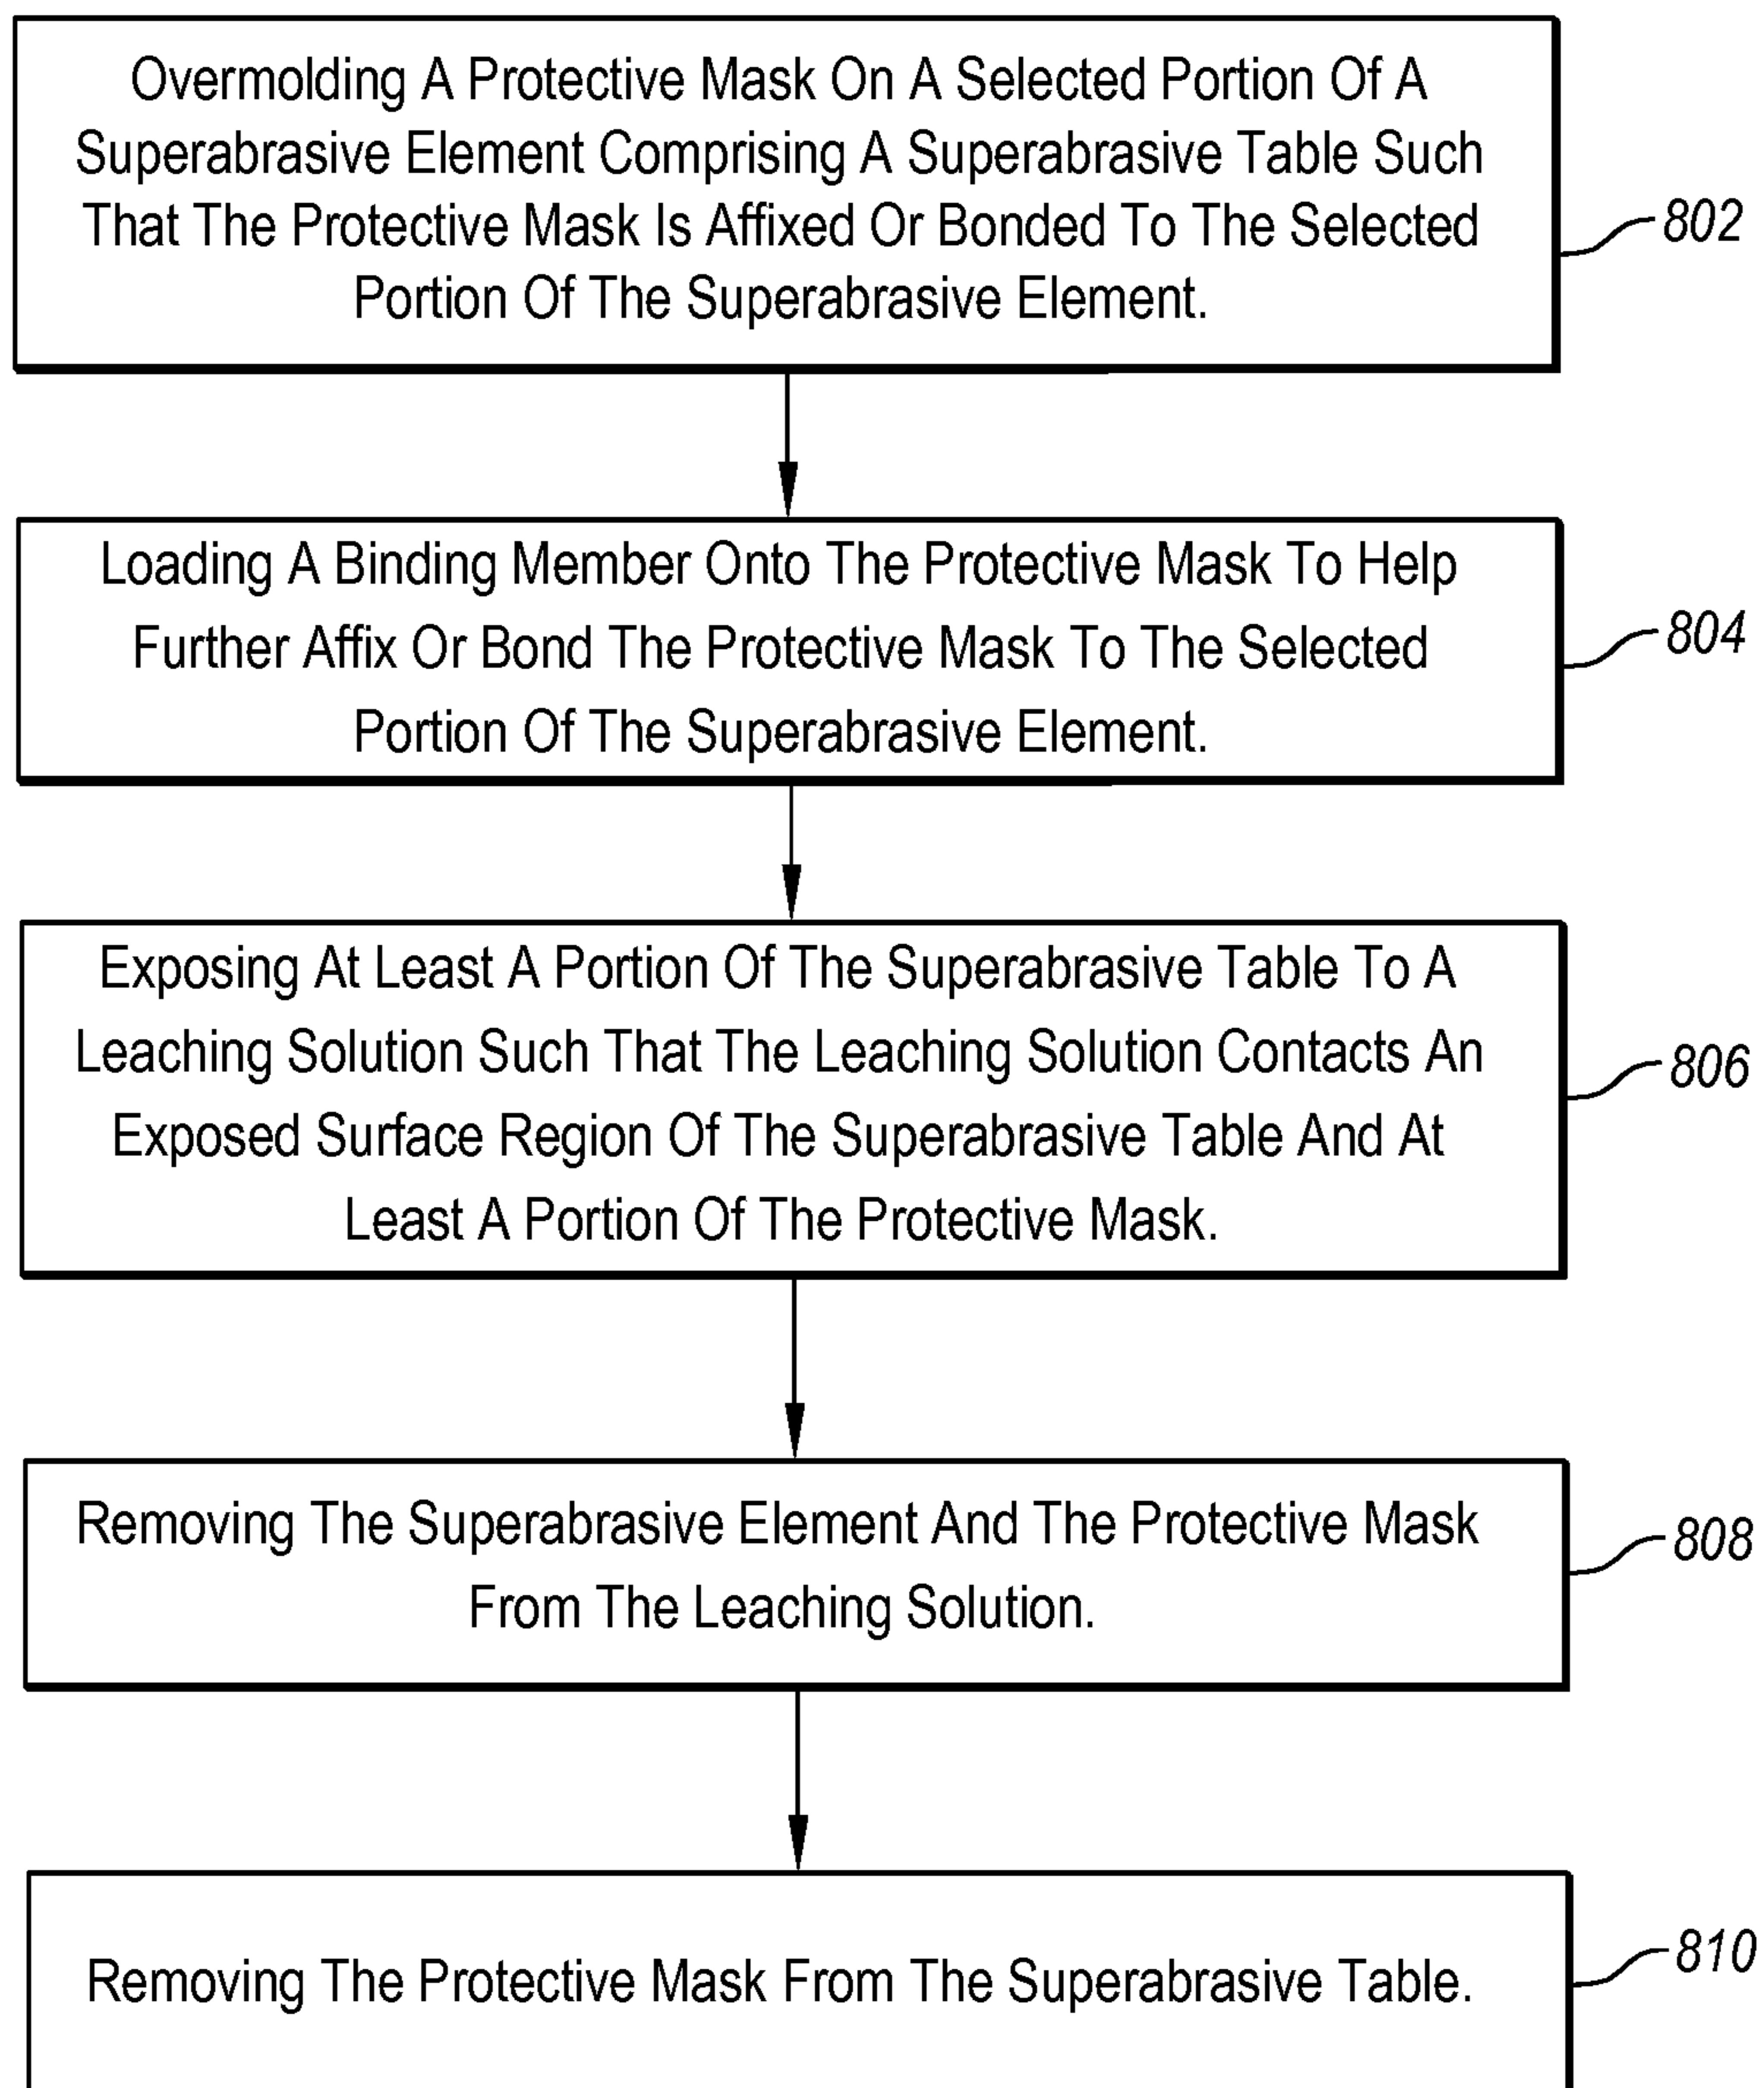 Overmolding A Protective Mask On A Selected Portion Of A
Superabrasive Element Comprising A Superabrasive Table Such
That The Protective Mask Is Affixed Or Bonded To The Selected
Portion Of The Superabrasive Element.
802
Loading A Binding Member Onto The Protective Mask To Help
Further Affix Or Bond The Protective Mask To The Selected
Portion Of The Superabrasive Element.
804
Exposing At Least A Portion Of The Superabrasive Table To A
Leaching Solution Such That The Leaching Solution Contacts An
Exposed Surface Region Of The Superabrasive Table And At
Least A Portion Of The Protective Mask.
806
Removing The Superabrasive Element And The Protective Mask
From The Leaching Solution.
808
Removing The Protective Mask From The Superabrasive Table.
810